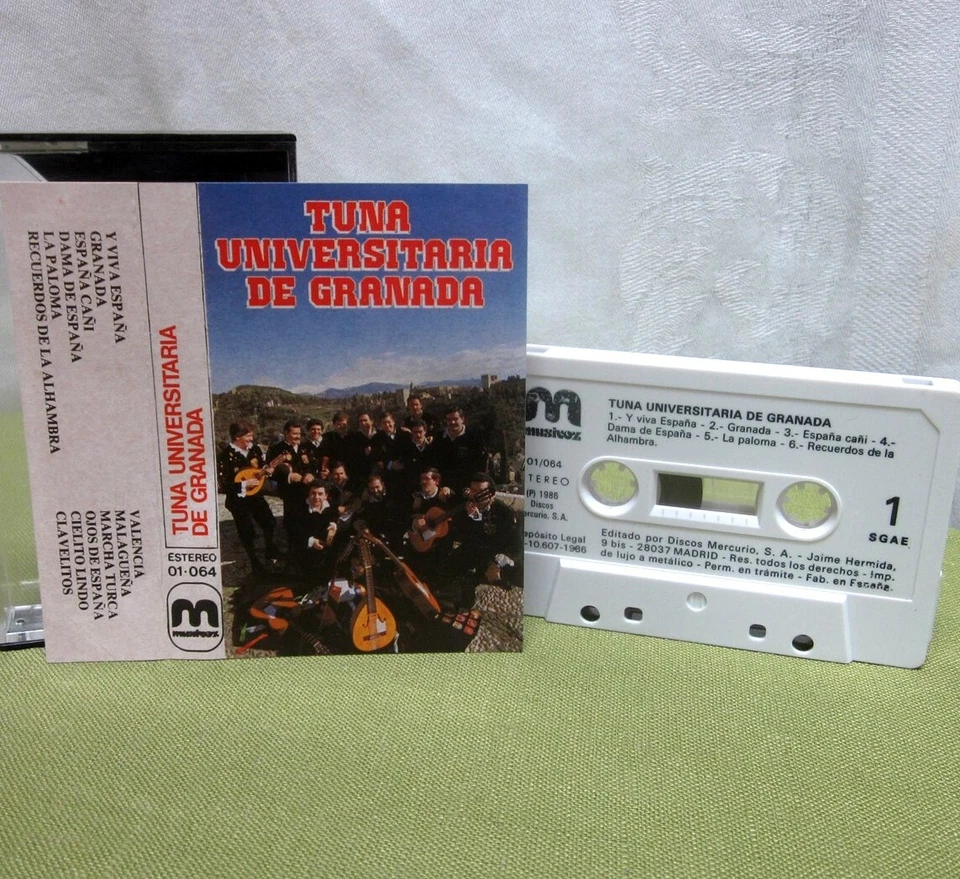 Y VIVA ESPAÑA
GRANADA
ESPAÑA CAÑI
DAMA DE ESPAÑA
LA PALOMA
RECUERDOS DE LA ALHAMBRA
VALENCIA
MALAGUEÑA
MARCHA TURCA
OJOS DE ESPAÑA
CIELITO LINDO
CLAVELITOS
TUNA UNIVERSITARIA
DE GRANADA
ESTEREO
01·064
m
TUNA
UNIVERSITARIA
DE GRANADA
m
TUNA UNIVERSITARIA DE GRANADA
1.- Y viva España - 2.- Granada - 3.- España cañi - 4.-
Dama de España - 5.- La paloma - 6.- Recuerdos de la
Alhambra.
01/064
TEREO
(P) 1986
Discos
ercurio, S.A.
epósito Legal
-10.607-1986
1
SGAE
Editado por Discos Mercurio, S. A. - Jaime Hermida,
9 bis - 28037 MADRID - Res. todos los derechos - Imp.
de lujo a metálico - Perm. en trámite - Fab. en España.